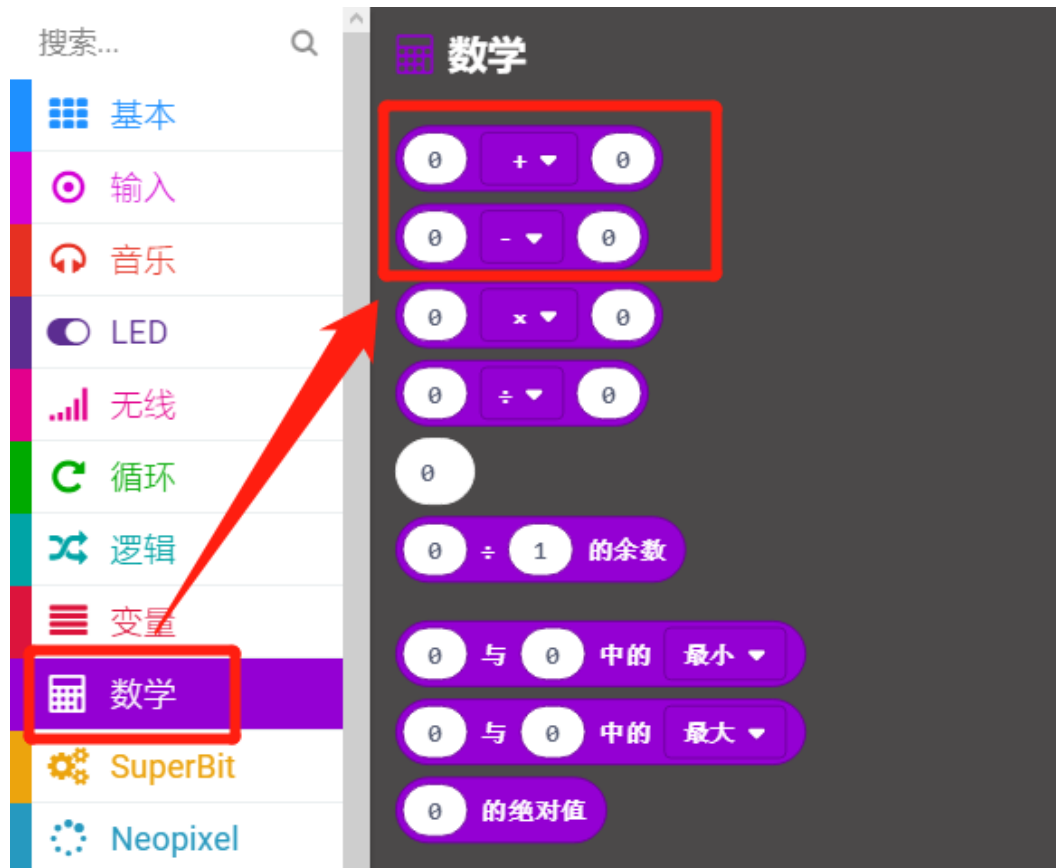 搜索...
基本
输入
音乐
LED
无线
循环
逻辑
变量
数学
SuperBit
Neopixel
数学
0 + 0
0 - 0
0 × 0
0 ÷ 0
0
0 ÷ 1 的余数
0 与 0 中的 最小
0 与 0 中的 最大
0 的绝对值